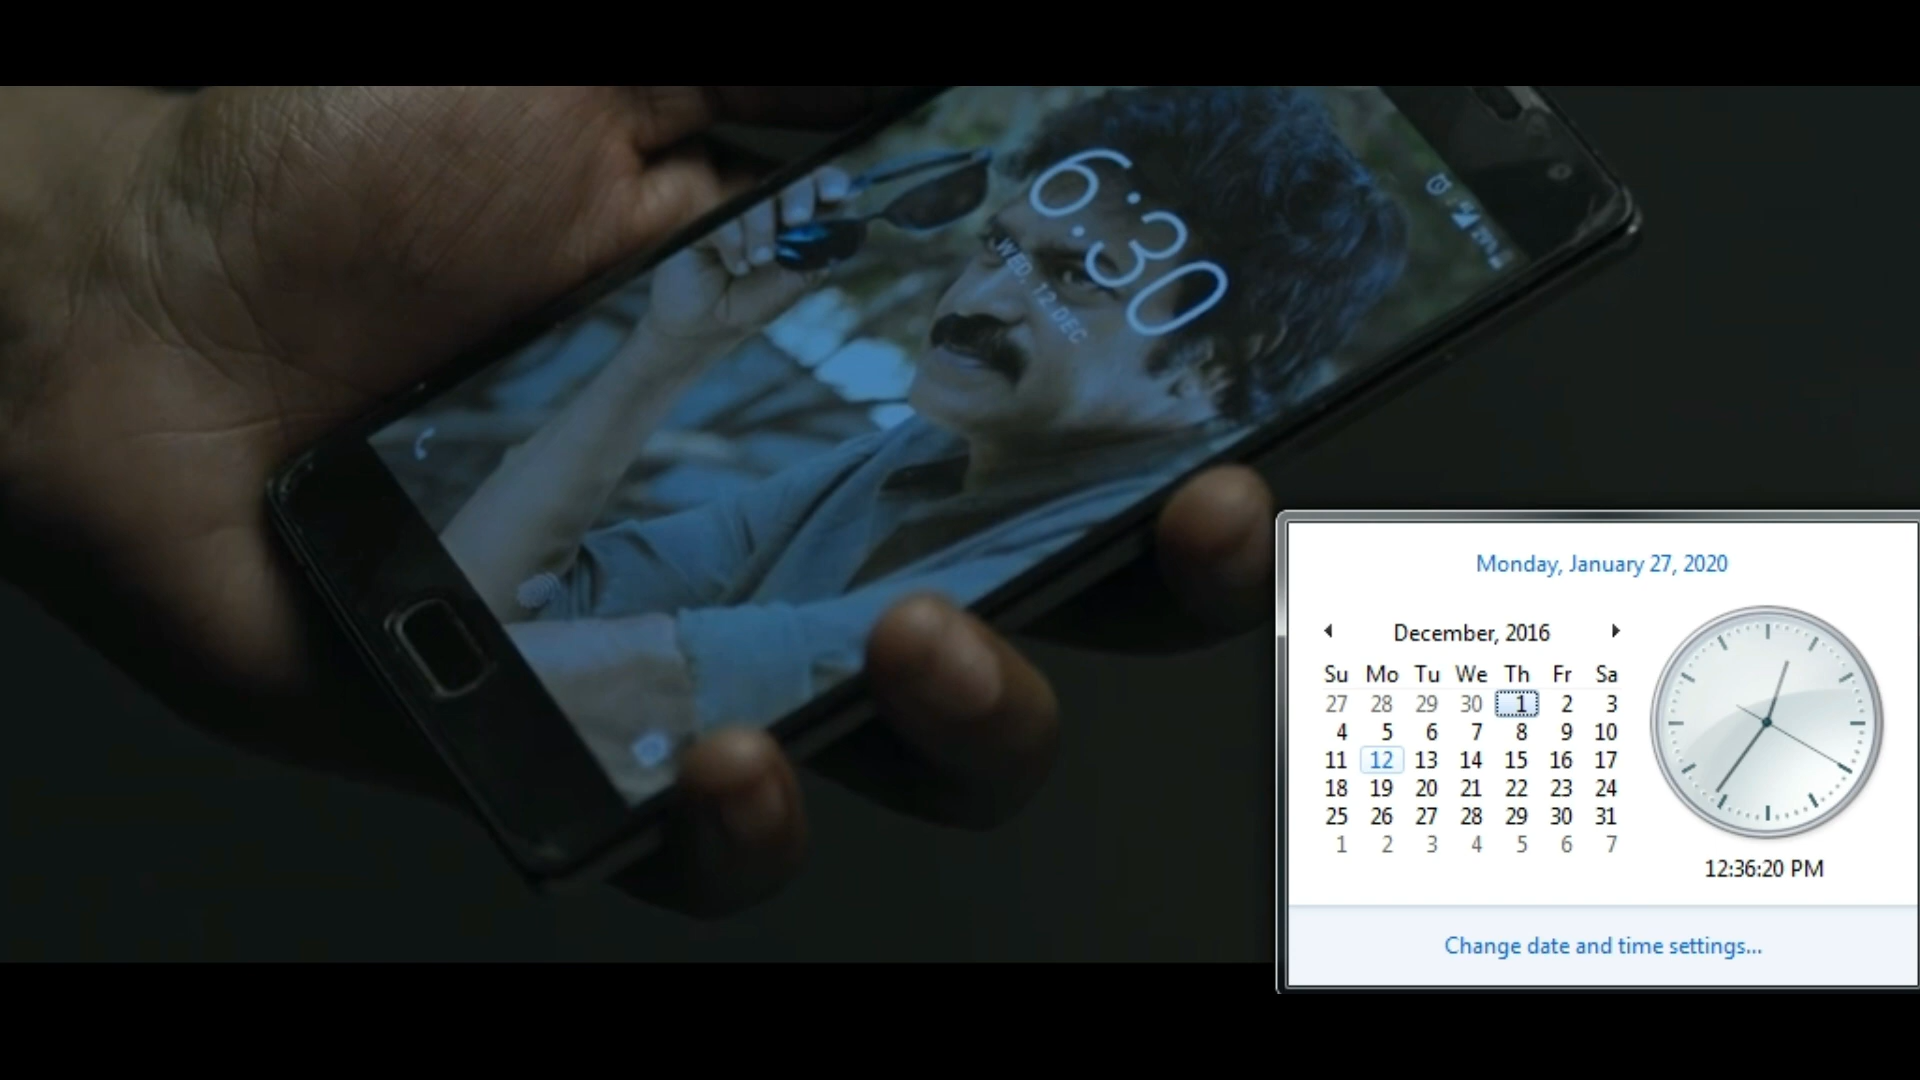 6:30
WED, 12 DEC
Monday, January 27, 2020
December, 2016
Su Mo Tu We Th Fr Sa
27 28 29 30 1 2 3
4 5 6 7 8 9 10
11 12 13 14 15 16 17
18 19 20 21 22 23 24
25 26 27 28 29 30 31
1 2 3 4 5 6 7
12:36:20 PM
Change date and time settings...